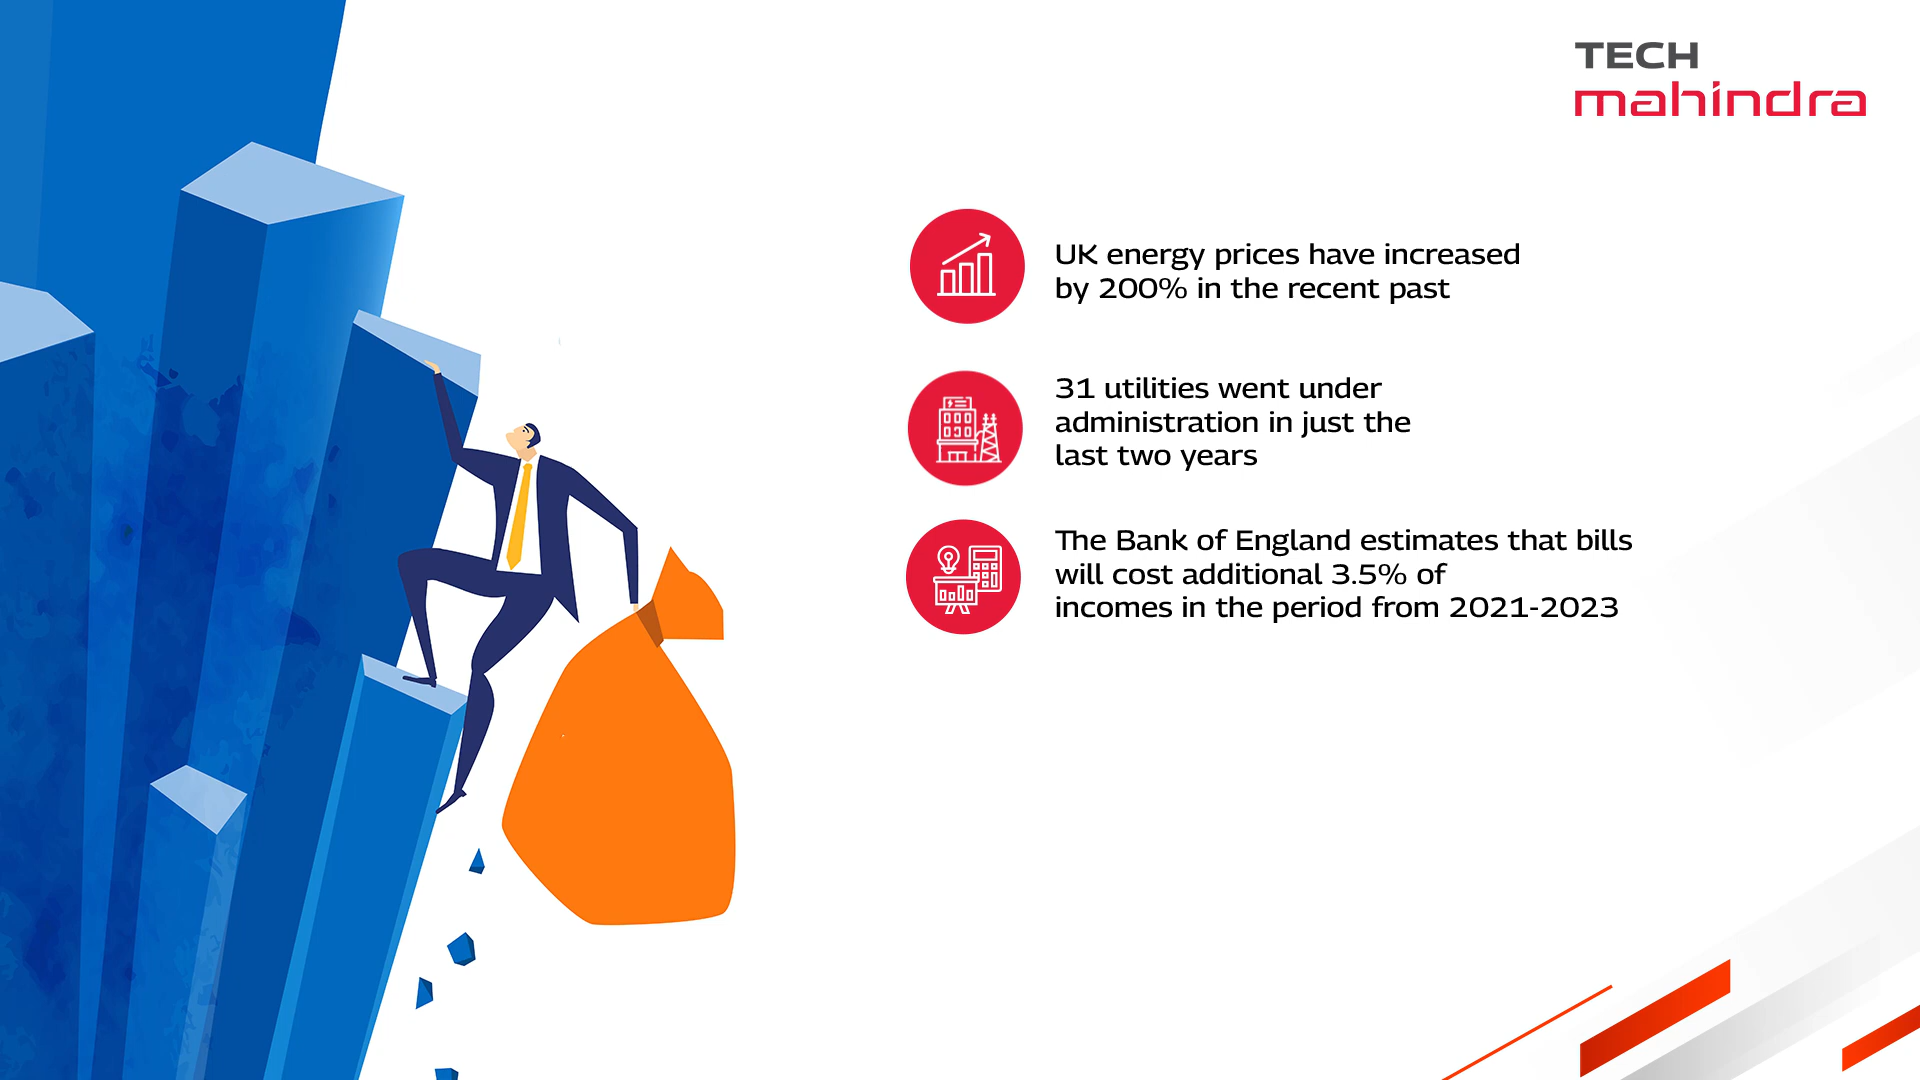 TECH
mahindra
UK energy prices have increased
by 200% in the recent past
31 utilities went under
administration in just the
last two years
The Bank of England estimates that bills
will cost additional 3.5% of
incomes in the period from 2021-2023